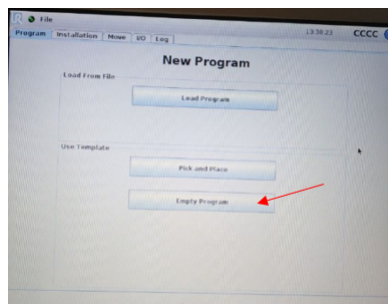 File
13:30:23 CCCC
Program Installation Move I/O Log
New Program
Load From File
Load Program
Use Template
Pick and Place
Empty Program